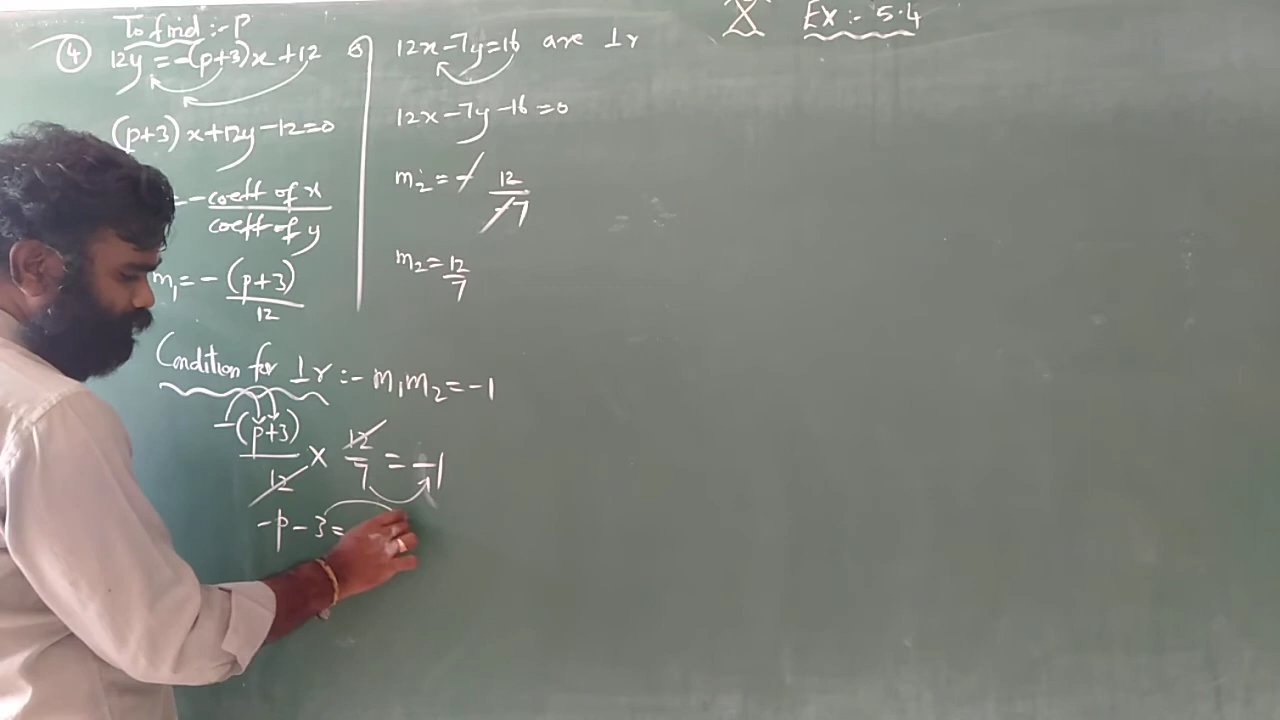 X Ex:- 5.4
To find :- P
④ 12y = -(p+3)x + 12 &
(p+3)x + 12y - 12 = 0
= - coeff of x / coeff of y
m₁ = - (p+3) / 12
12x - 7y = 16 are ⊥r
12x - 7y - 16 = 0
m₂ = - 12 / -7
m₂ = 12 / 7
Condition for ⊥r :- m₁m₂ = -1
-(p+3) / 12 × 12 / 7 = -1
-p - 3 =